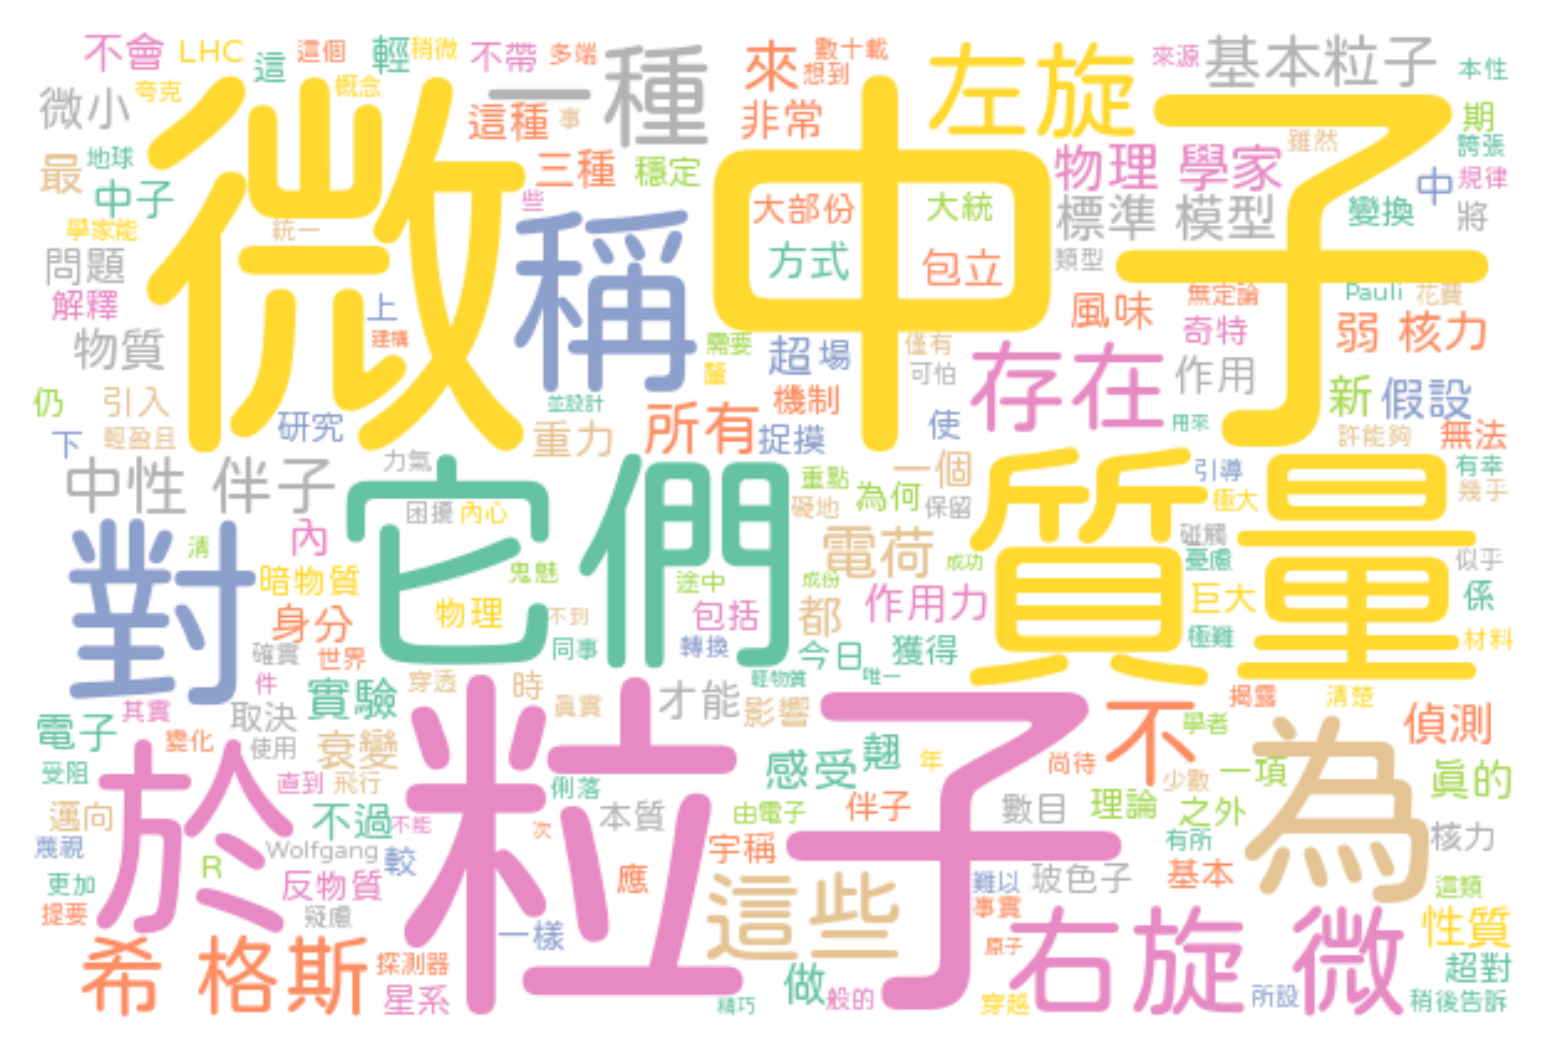 不會 LHC 這 這個 輕 稍微 不帶 多端 一種 來 數十載 想到 左旋 來源 基本粒子 本性
微小 夸克 概念 這種 事 非常 雖然 期
微中子
最 地球 三種 穩定 物理 學家 誇張
中子 些 大部份 大統 標準 模型 中 規律
學家能 統一 稱 方式 包立 變換 將
問題 類型
解釋 上 風味 無定論 Pauli 花費
物質 建構 需要 超 場 僅有 奇特 弱 核力
釐 可怕 存在 作用
仍 引入 並設計 所有 機制 新 假設
下 輕盈且 研究 重力 捉摸 使 用來 許能夠 無法
中性 伴子 力氣 重點 一個 引導 有幸
困擾 內心 礙地 為何 保留 極大 幾乎
它們 質量
對 清 內 電荷 碰觸
暗物質 鬼魅 途中 成份 成功 憂慮 似乎
身分 物理 不到 包括 都 作用力 巨大 係
確實 世界 同事 轉換 今日 獲得 極難 材料
件 穿透 時 輕物質 唯一
電子 其實 取決 實驗 真實 才能 影響 不 揭露 清楚
變化 使用 衰變 感受 翹 學者 偵測
受阻 直到 飛行 俐落 年 尚待 少數 一項 真的
於 粒子 為
邁向 不過 不能 次 本質 由電子 伴子 數目 理論 之外
蔑視 Wolfgang 較 宇稱 有所 核力
更加 R 反物質 應 難以 玻色子 基本 這類
提要 疑慮 這些 事實
一樣 原子 右旋 微 性質
希 格斯 探測器 做 超對
星系 精巧 般的 穿越 所設 稍後告訴